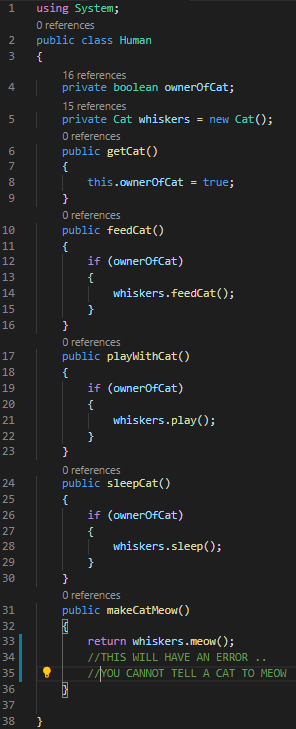 1 using System;
0 references
2 public class Human
3 {
16 references
4 private boolean ownerOfCat;
15 references
5 private Cat whiskers = new Cat();
0 references
6 public getCat()
7 {
8 this.ownerOfCat = true;
9 }
0 references
10 public feedCat()
11 {
12 if (ownerOfCat)
13 {
14 whiskers.feedCat();
15 }
16 }
0 references
17 public playWithCat()
18 {
19 if (ownerOfCat)
20 {
21 whiskers.play();
22 }
23 }
0 references
24 public sleepCat()
25 {
26 if (ownerOfCat)
27 {
28 whiskers.sleep();
29 }
30 }
0 references
31 public makeCatMeow()
32 {
33 return whiskers.meow();
34 //THIS WILL HAVE AN ERROR ..
35 //YOU CANNOT TELL A CAT TO MEOW
36 }
37
38 }